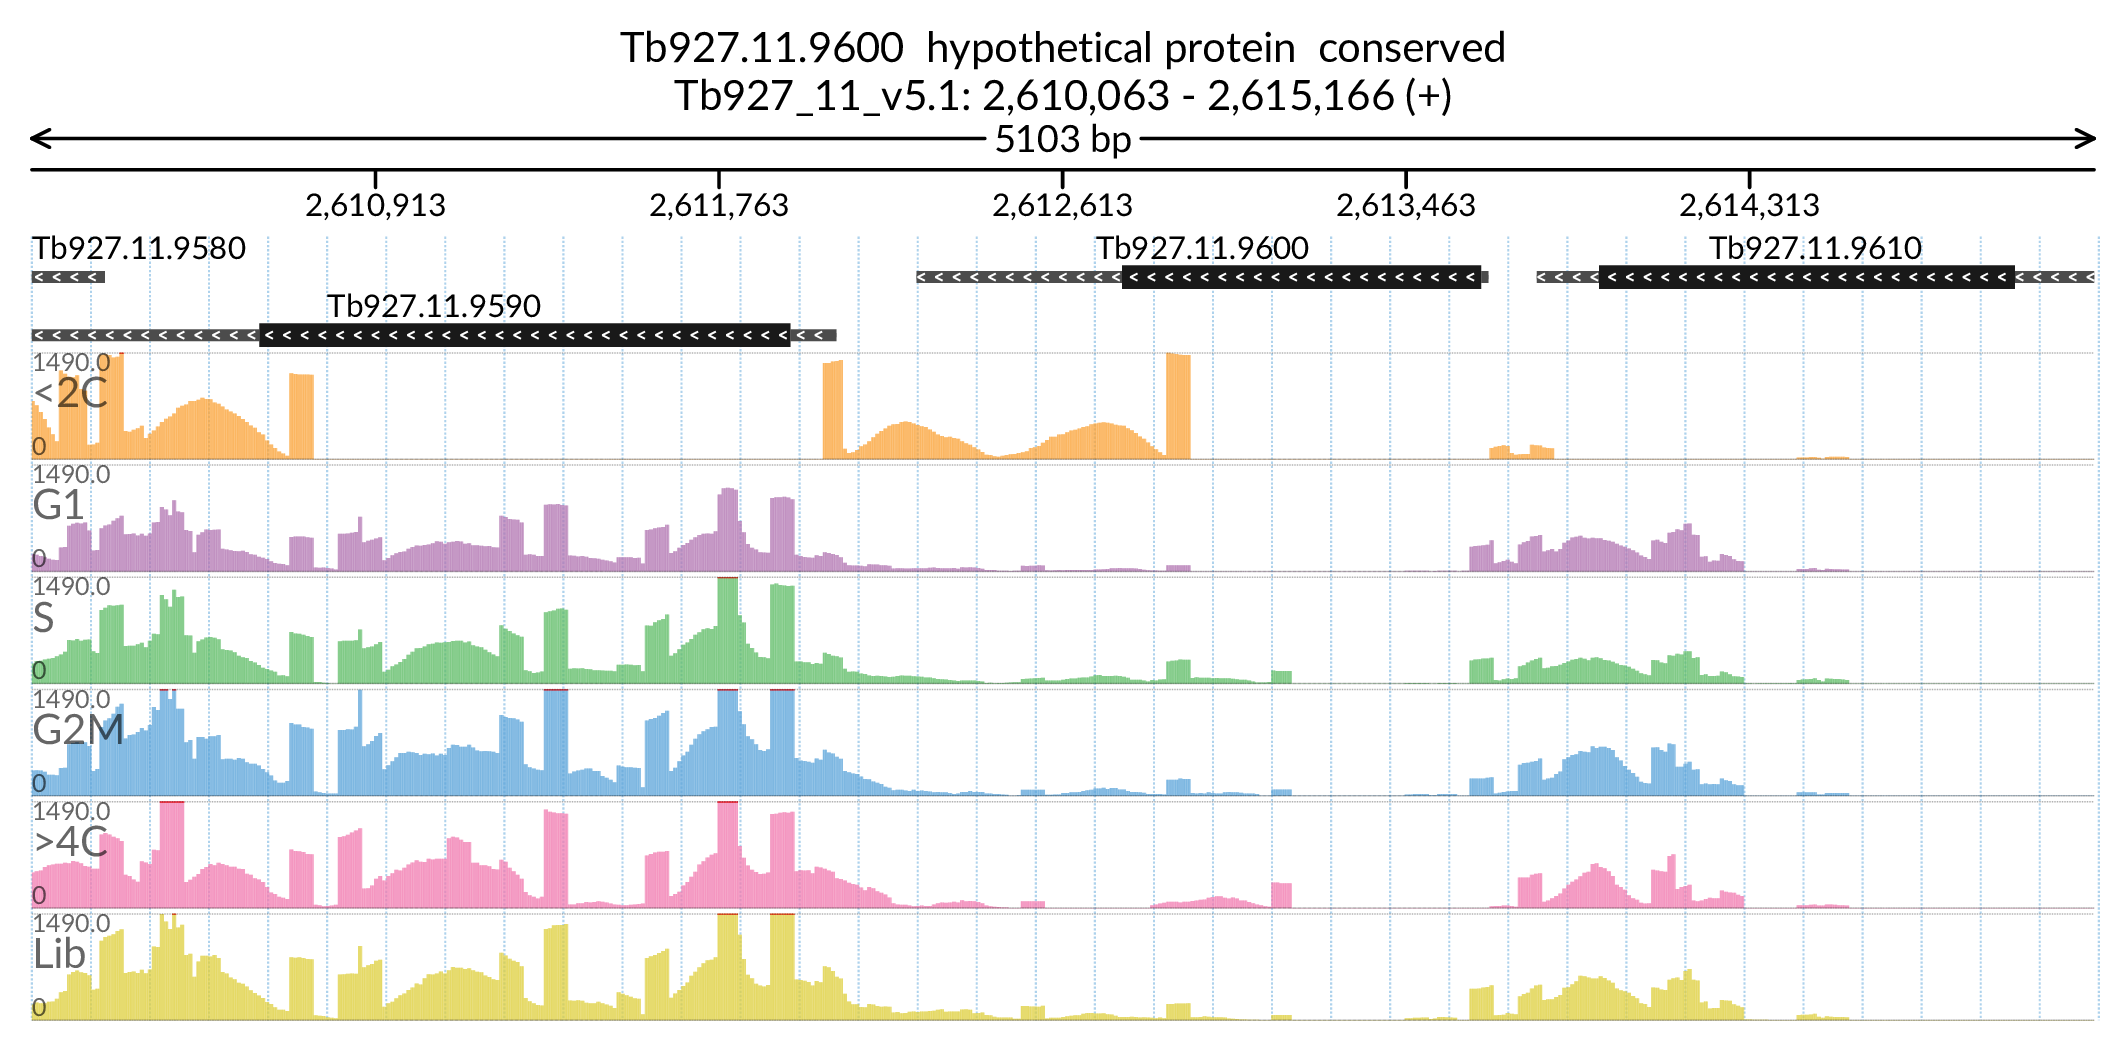 Tb927.11.9600  hypothetical protein  conserved
Tb927_11_v5.1: 2,610,063 - 2,615,166 (+)
5103 bp
2,610,913 2,611,763 2,612,613 2,613,463 2,614,313
Tb927.11.9580 Tb927.11.9600 Tb927.11.9610
Tb927.11.9590
1490.0
<2C
0
1490.0
G1
0
1490.0
S
0
1490.0
G2M
0
1490.0
>4C
0
1490.0
Lib
0